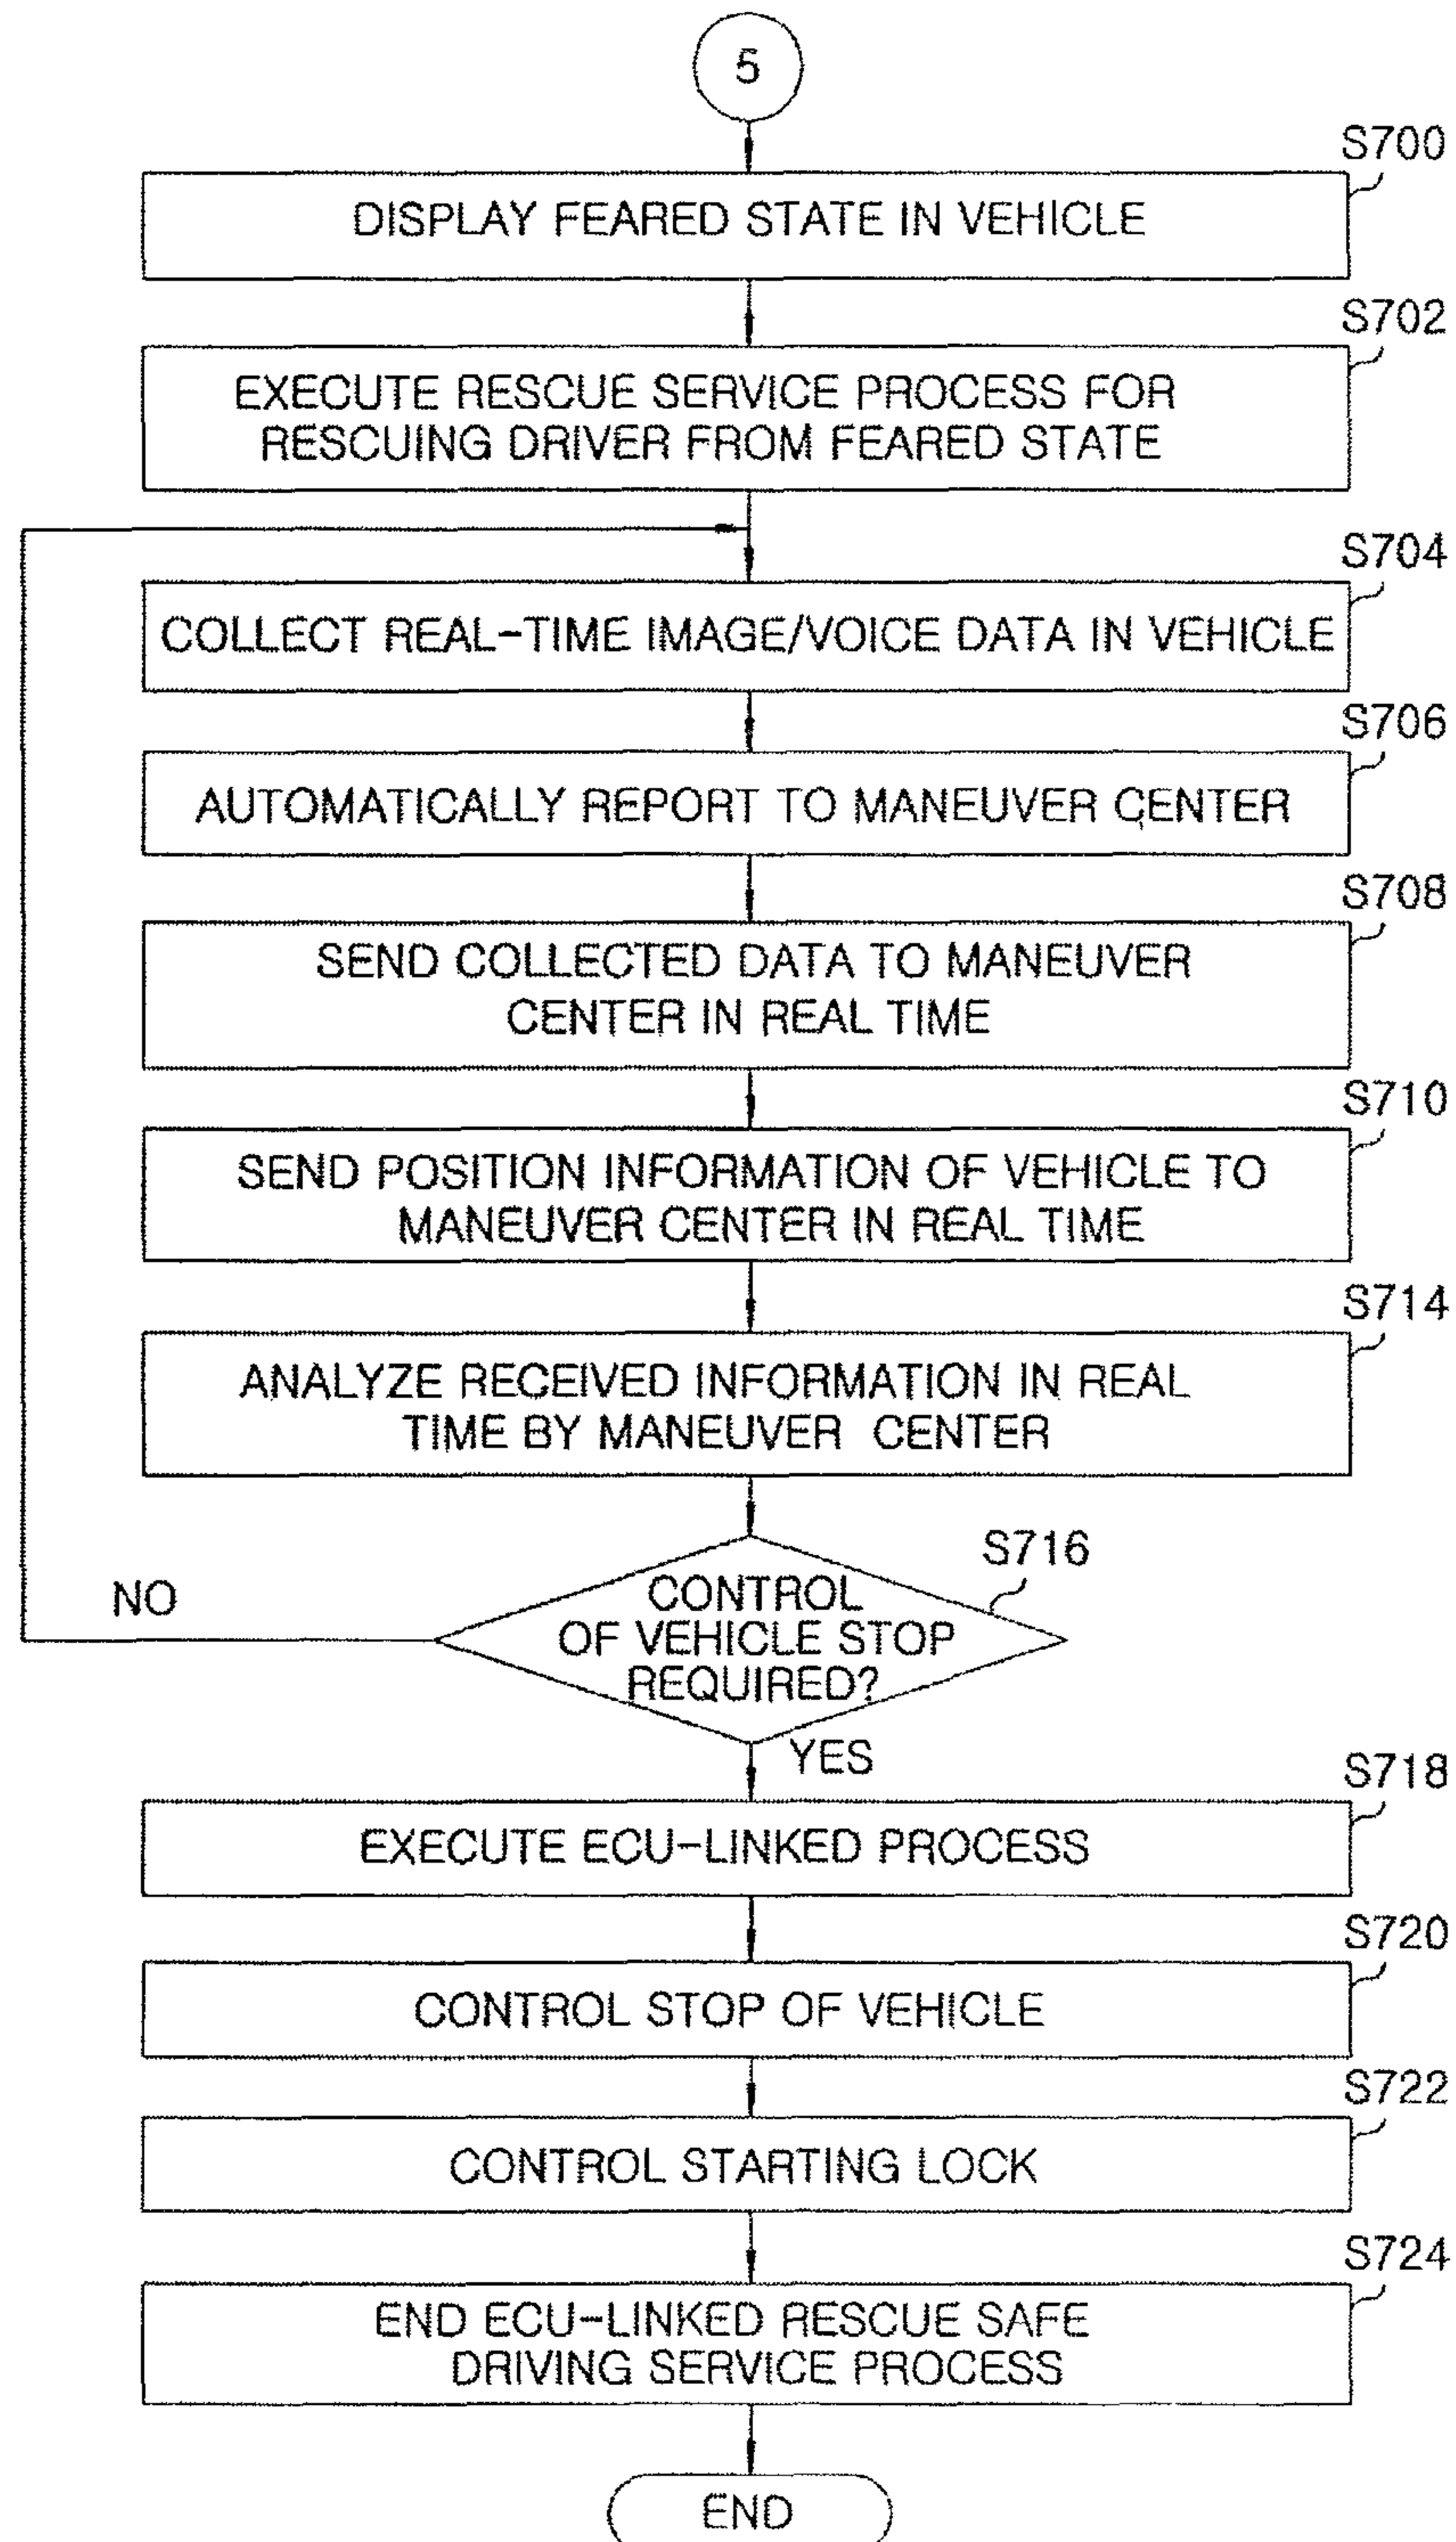 5
S700
DISPLAY FEARED STATE IN VEHICLE
S702
EXECUTE RESCUE SERVICE PROCESS FOR
RESCUING DRIVER FROM FEARED STATE
S704
COLLECT REAL-TIME IMAGE/VOICE DATA IN VEHICLE
S706
AUTOMATICALLY REPORT TO MANEUVER CENTER
S708
SEND COLLECTED DATA TO MANEUVER
CENTER IN REAL TIME
S710
SEND POSITION INFORMATION OF VEHICLE TO
MANEUVER CENTER IN REAL TIME
S714
ANALYZE RECEIVED INFORMATION IN REAL
TIME BY MANEUVER CENTER
S716
CONTROL
OF VEHICLE STOP
REQUIRED?
NO
YES
S718
EXECUTE ECU-LINKED PROCESS
S720
CONTROL STOP OF VEHICLE
S722
CONTROL STARTING LOCK
S724
END ECU-LINKED RESCUE SAFE
DRIVING SERVICE PROCESS
END